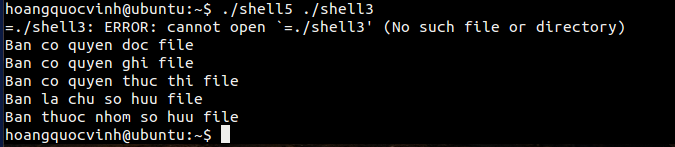 hoangquocvinh@ubuntu:~$ ./shell5 ./shell3
=./shell3: ERROR: cannot open `=./shell3' (No such file or directory)
Ban co quyen doc file
Ban co quyen ghi file
Ban co quyen thuc thi file
Ban la chu so huu file
Ban thuoc nhom so huu file
hoangquocvinh@ubuntu:~$